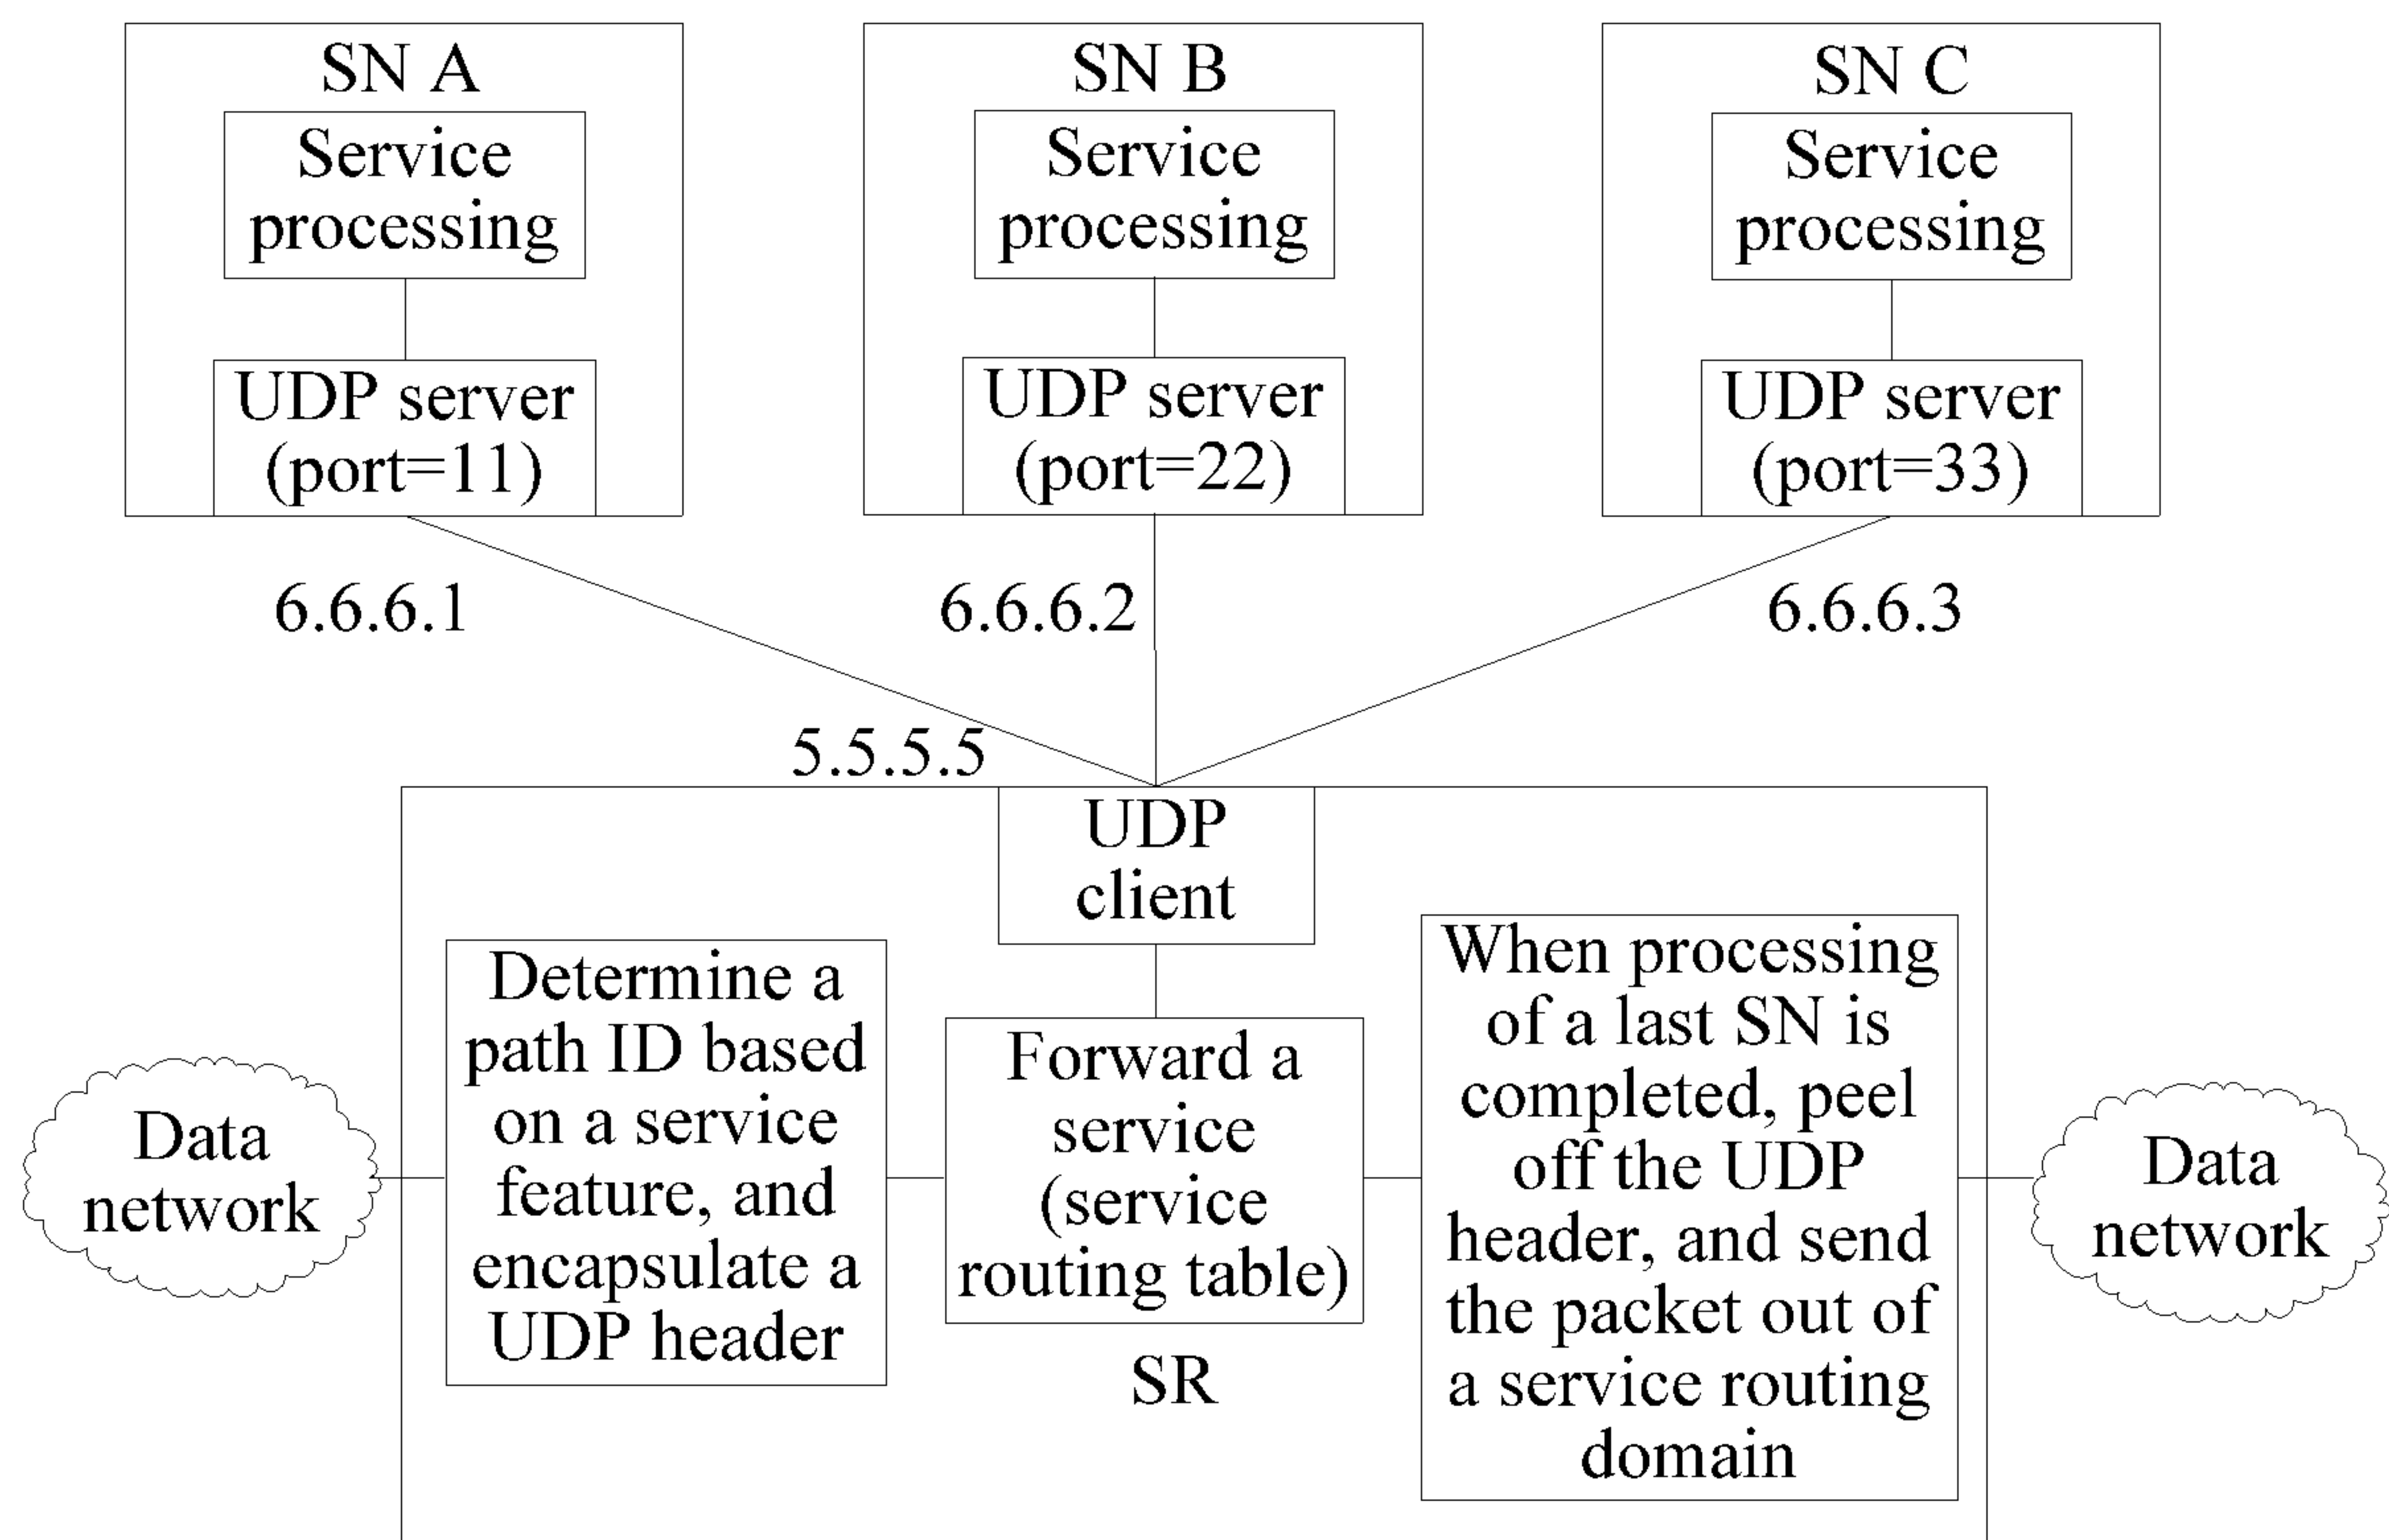 SN A
Service
processing
UDP server
(port=11)
SN B
Service
processing
UDP server
(port=22)
SN C
Service
processing
UDP server
(port=33)
6.6.6.1
6.6.6.2
6.6.6.3
5.5.5.5
UDP
client
Data
network
Determine a
path ID based
on a service
feature, and
encapsulate a
UDP header
Forward a
service
(service
routing table)
SR
When processing
of a last SN is
completed, peel
off the UDP
header, and send
the packet out of
a service routing
domain
Data
network